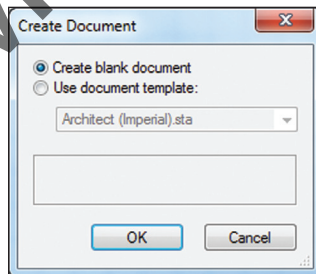 Create Document
Create blank document
Use document template:
Architect (Imperial).sta
OK
Cancel